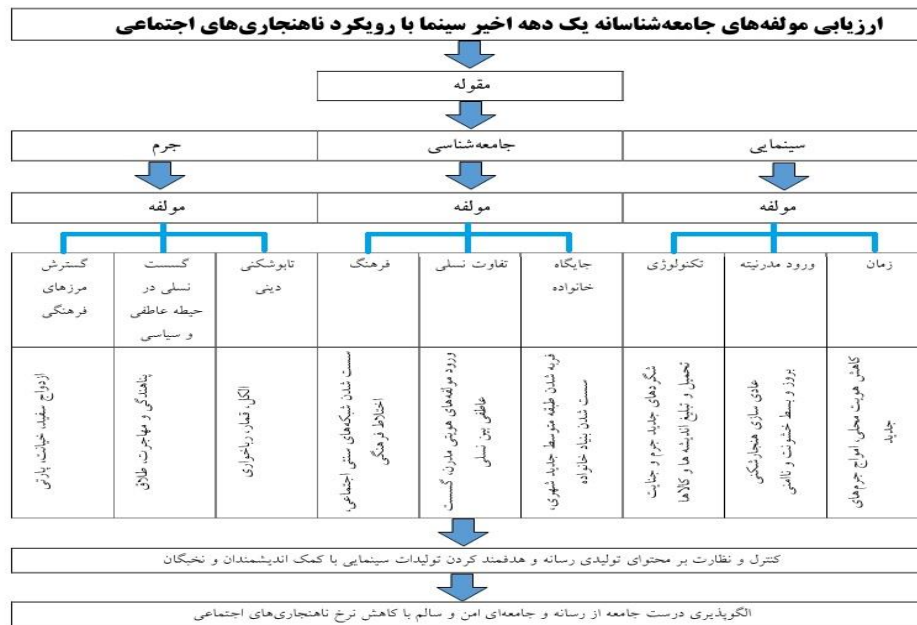 ارزیابی مولفه‌های جامعه‌شناسانه یک دهه اخیر سینما با رویکرد ناهنجاری‌های اجتماعی
مقوله
سینمایی
جامعه‌شناسی
جرم
مولفه
مولفه
مولفه
زمان
ورود مدرنیته
تکنولوژی
جایگاه
خانواده
تفاوت نسلی
فرهنگ
تابوشکنی
دینی
گسست
نسلی در
حیطه عاطفی
و سیاسی
گسترش
مرزهای
فرهنگی
کاهش هویت محلی، امواج جرم‌های
جدید
بروز و بسط خشونت و ناامنی
عادی سازی هنجارشکنی
شگردهای جدید جرم و جنایت
تحمیل و تبلیغ اندیشه ها و کالاها
فربه شدن طبقه متوسط جدید شهری،
سست شدن بنیاد خانواده
ورود مولفه‌های هویتی مدرن، گسست
عاطفی بین نسلی
سست شدن شبکه‌های سنتی اجتماعی،
اختلاط فرهنگی
الکل، قمار، رباخواری
پناهندگی و مهاجرت، طلاق
ازدواج سفید، خیانت، پارتی
کنترل و نظارت بر محتوای تولیدی رسانه و هدفمند کردن تولیدات سینمایی با کمک اندیشمندان و نخبگان
الگوپذیری درست جامعه از رسانه و جامعه‌ای امن و سالم با کاهش نرخ ناهنجاری‌های اجتماعی